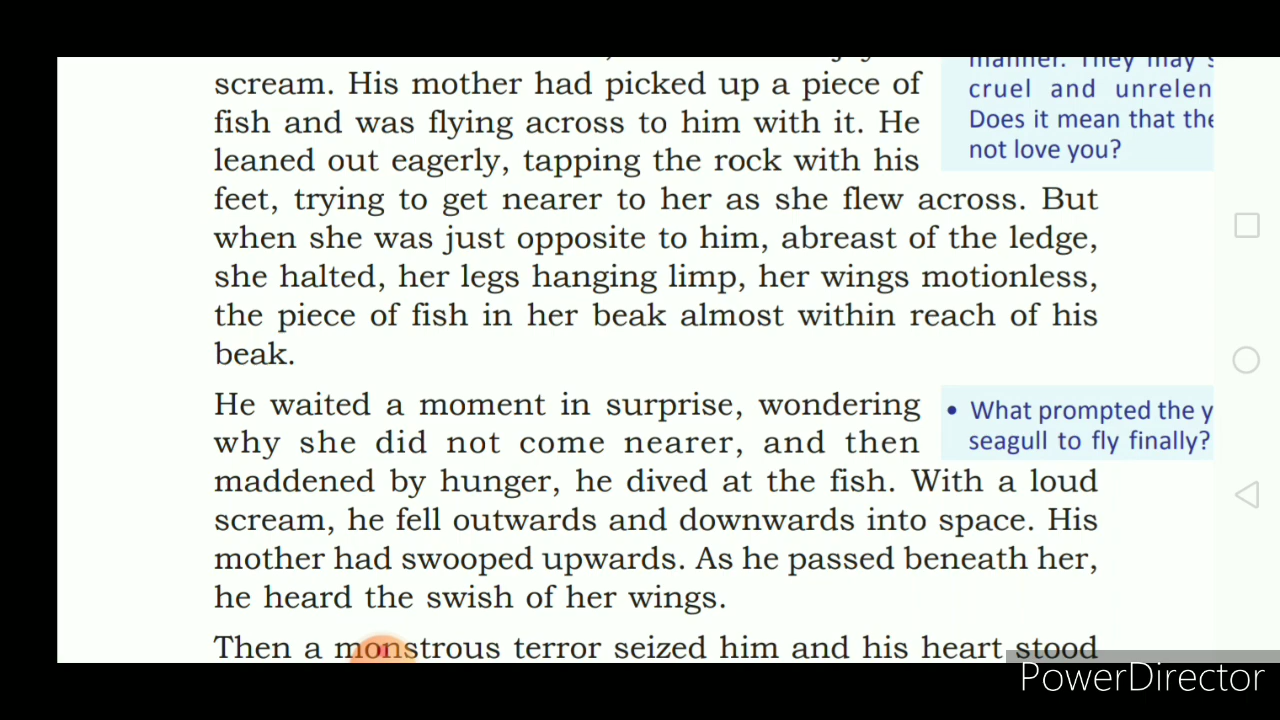 manner. They may
scream. His mother had picked up a piece of
cruel and unrelen
fish and was flying across to him with it. He
Does it mean that the
leaned out eagerly, tapping the rock with his
not love you?
feet, trying to get nearer to her as she flew across. But
when she was just opposite to him, abreast of the ledge,
she halted, her legs hanging limp, her wings motionless,
the piece of fish in her beak almost within reach of his
beak.
He waited a moment in surprise, wondering
• What prompted the y
why she did not come nearer, and then
seagull to fly finally?
maddened by hunger, he dived at the fish. With a loud
scream, he fell outwards and downwards into space. His
mother had swooped upwards. As he passed beneath her,
he heard the swish of her wings.
Then a monstrous terror seized him and his heart stood
PowerDirector